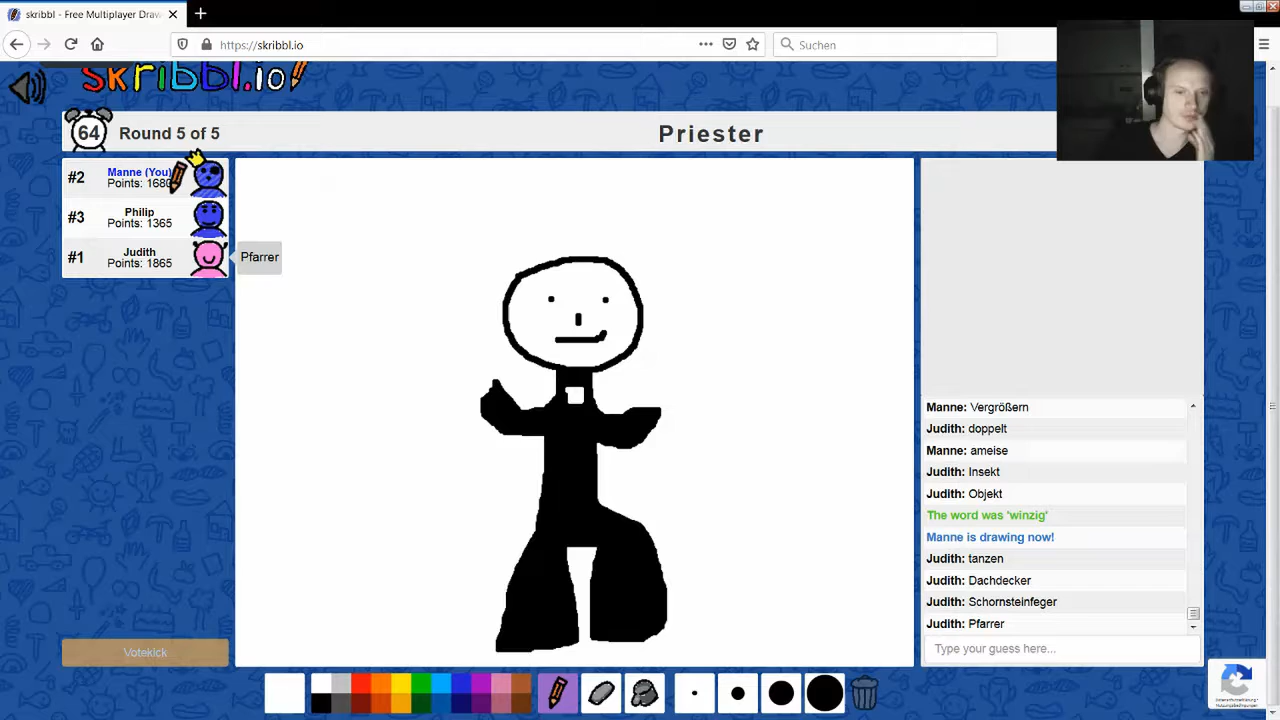 skribbl - Free Multiplayer Draw
https://skribbl.io
Suchen
skribbl.io!
64
Round 5 of 5
Priester
#2
Manne (You)
Points: 1680
#3
Philip
Points: 1365
#1
Judith
Points: 1865
Pfarrer
Manne: Vergrößern
Judith: doppelt
Manne: ameise
Judith: Insekt
Judith: Objekt
The word was 'winzig'
Manne is drawing now!
Judith: tanzen
Judith: Dachdecker
Judith: Schornsteinfeger
Judith: Pfarrer
Type your guess here...
Votekick